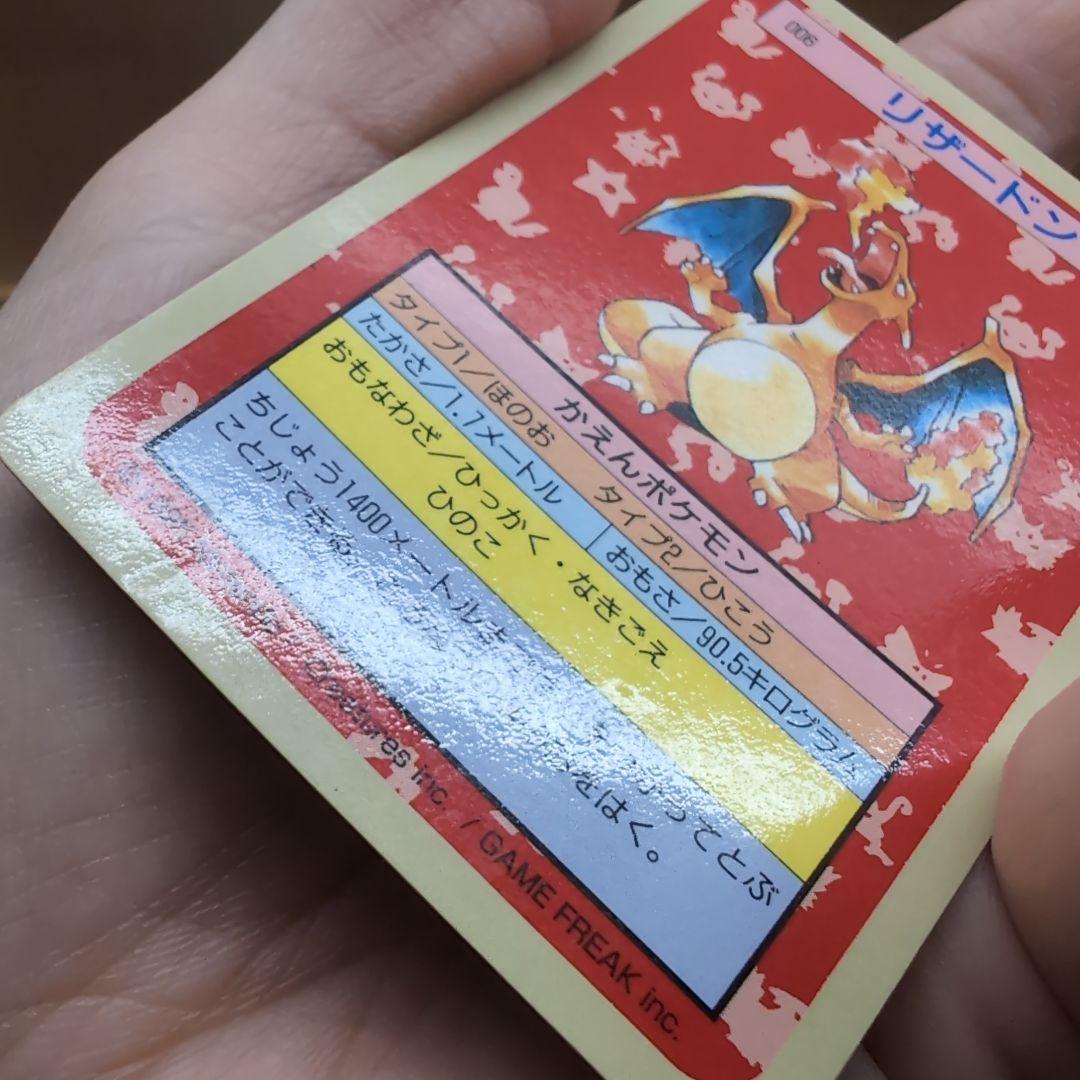 006
リザードン
かえんポケモン
タイプ1/ほのお タイプ2/ひこう
たかさ/1.7メートル おもさ/90.5キログラム
おもなわざ/ひっかく・なきごえ
ひのこ
ちじょう1400メートルま つかってとぶ
ことができる をはく。
Creatures inc. / GAME FREAK inc.